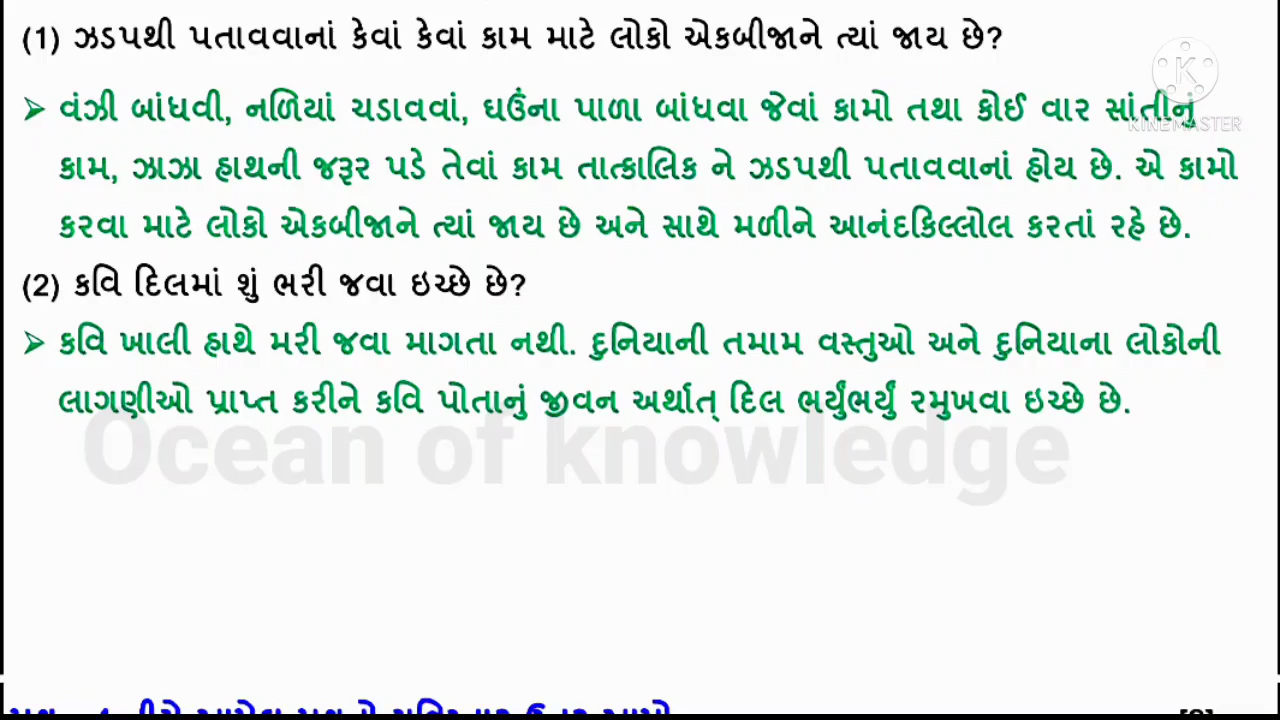 (1) ઝડપથી પતાવવાનાં કેવાં કેવાં કામ માટે લોકો એકબીજાને ત્યાં જાય છે?
➢ વંઝી બાંધવી, નળિયાં ચડાવવાં, ઘઉંના પાળા બાંધવા જેવાં કામો તથા કોઈ વાર સાંતીનું
કામ, ઝાઝા હાથની જરૂર પડે તેવાં કામ તાત્કાલિક ને ઝડપથી પતાવવાનાં હોય છે. એ કામો
કરવા માટે લોકો એકબીજાને ત્યાં જાય છે અને સાથે મળીને આનંદકિલ્લોલ કરતાં રહે છે.
(2) કવિ દિલમાં શું ભરી જવા ઇચ્છે છે?
➢ કવિ ખાલી હાથે મરી જવા માગતા નથી. દુનિયાની તમામ વસ્તુઓ અને દુનિયાના લોકોની
લાગણીઓ પ્રાપ્ત કરીને કવિ પોતાનું જીવન અર્થાત્ દિલ ભર્યુંભર્યું રમુખવા ઇચ્છે છે.
K
KINEMASTER
Ocean of knowledge